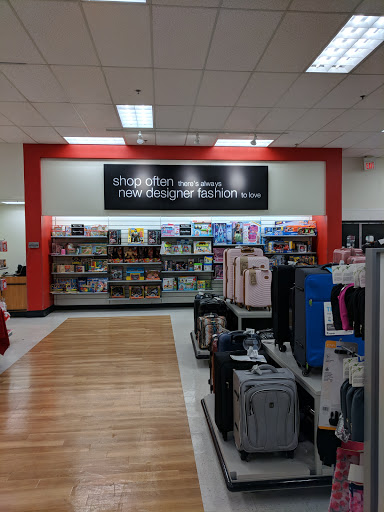 shop often there's always
new designer fashion to love